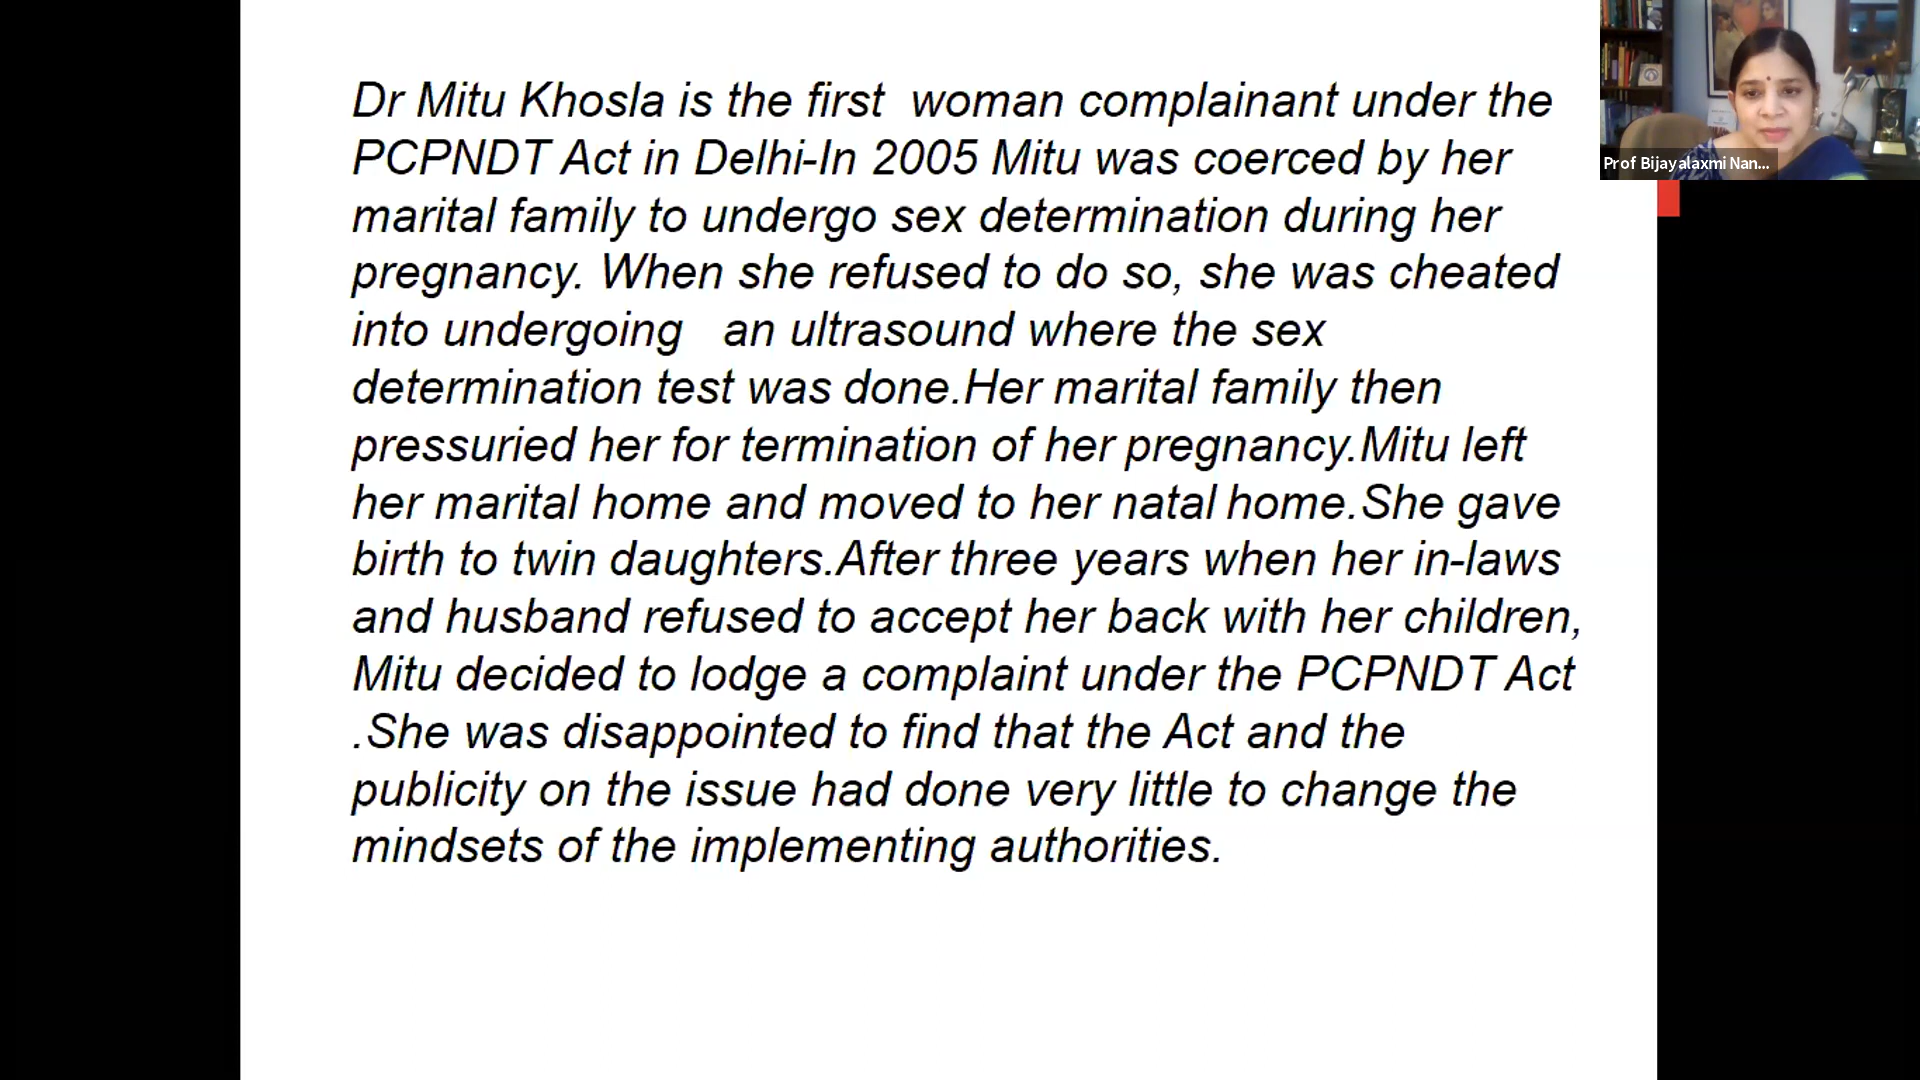 Dr Mitu Khosla is the first  woman complainant under the
PCPNDT Act in Delhi-In 2005 Mitu was coerced by her
marital family to undergo sex determination during her
pregnancy. When she refused to do so, she was cheated
into undergoing   an ultrasound where the sex
determination test was done.Her marital family then
pressuried her for termination of her pregnancy.Mitu left
her marital home and moved to her natal home.She gave
birth to twin daughters.After three years when her in-laws
and husband refused to accept her back with her children,
Mitu decided to lodge a complaint under the PCPNDT Act
.She was disappointed to find that the Act and the
publicity on the issue had done very little to change the
mindsets of the implementing authorities.
Prof Bijayalaxmi Nan...